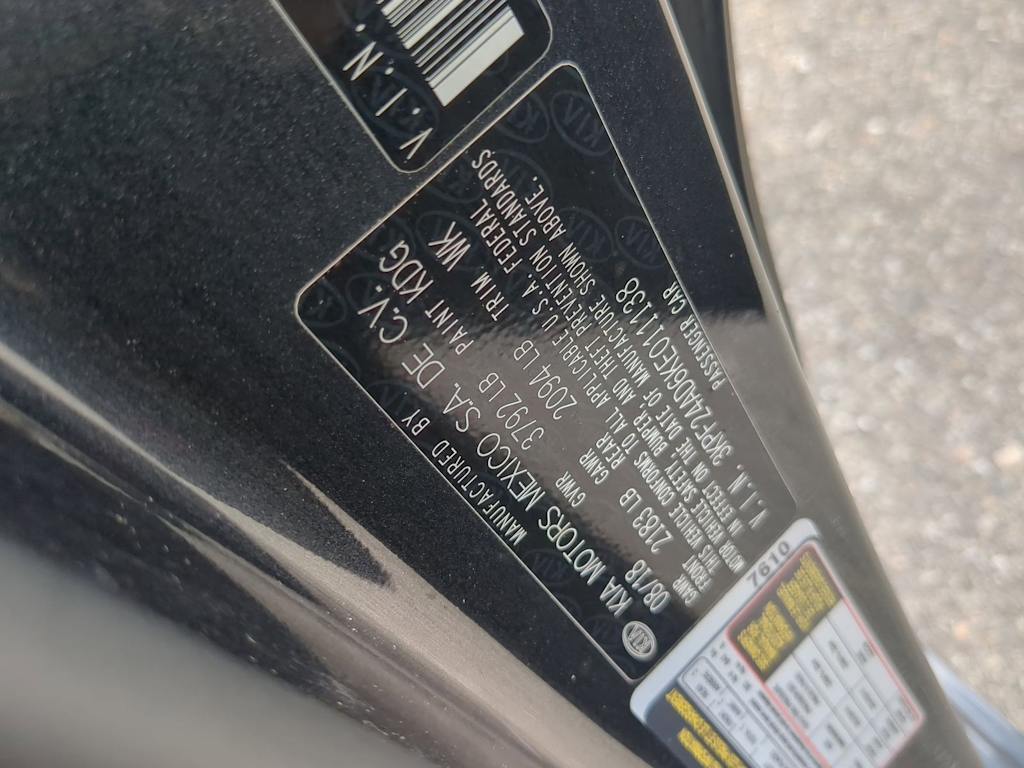 V.I.N
MANUFACTURED BY
KIA KIA MOTORS MEXICO S.A. DE C.V.
08/18 GVWR 3792 LB PAINT KDG
GAWR FRONT 2183 LB GAWR REAR 2094 LB TRIM WK
THIS VEHICLE CONFORMS TO ALL APPLICABLE U.S.A. FEDERAL
MOTOR VEHICLE SAFETY, BUMPER, AND THEFT PREVENTION STANDARDS
IN EFFECT ON THE DATE OF MANUFACTURE SHOWN ABOVE.
V.I.N. 3KPF24AD6KE011138
PASSENGER CAR
7610